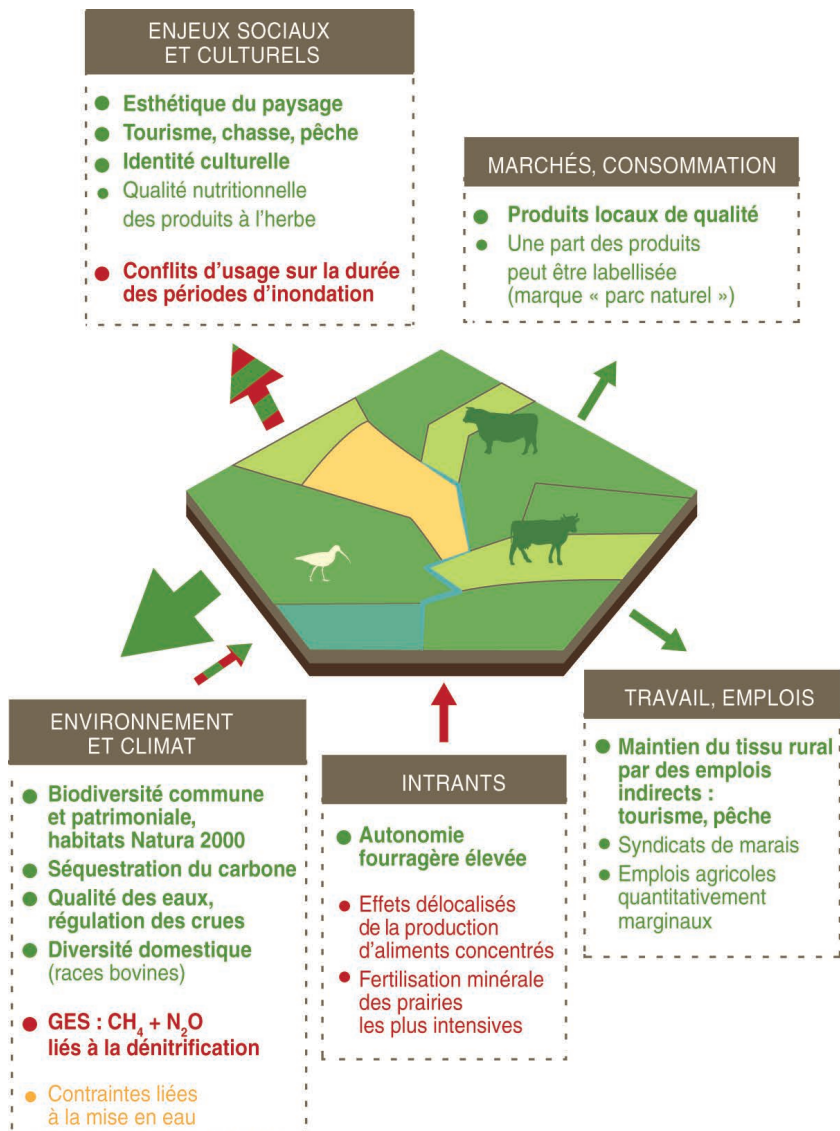 ENJEUX SOCIAUX
ET CULTURELS
● Esthétique du paysage
● Tourisme, chasse, pêche
● Identité culturelle
● Qualité nutritionnelle
des produits à l'herbe
● Conflits d'usage sur la durée
des périodes d'inondation
MARCHÉS, CONSOMMATION
● Produits locaux de qualité
● Une part des produits
peut être labellisée
(marque « parc naturel »)
ENVIRONNEMENT
ET CLIMAT
● Biodiversité commune
et patrimoniale,
habitats Natura 2000
● Séquestration du carbone
● Qualité des eaux,
régulation des crues
● Diversité domestique
(races bovines)
● GES : CH₄ + N₂O
liés à la dénitrification
● Contraintes liées
à la mise en eau
INTRANTS
● Autonomie
fourragère élevée
● Effets délocalisés
de la production
d'aliments concentrés
● Fertilisation minérale
des prairies
les plus intensives
TRAVAIL, EMPLOIS
● Maintien du tissu rural
par des emplois
indirects :
tourisme, pêche
● Syndicats de marais
● Emplois agricoles
quantitativement
marginaux